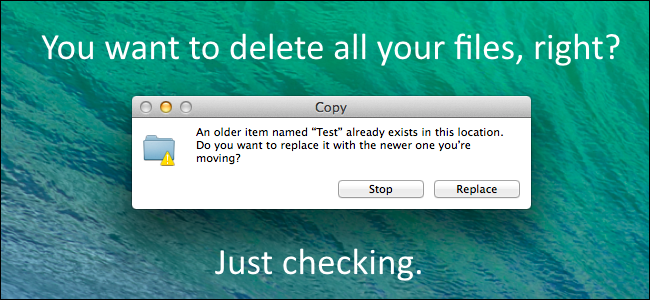 You want to delete all your files, right?
Copy
An older item named “Test” already exists in this location.
Do you want to replace it with the newer one you’re
moving?
Stop
Replace
Just checking.